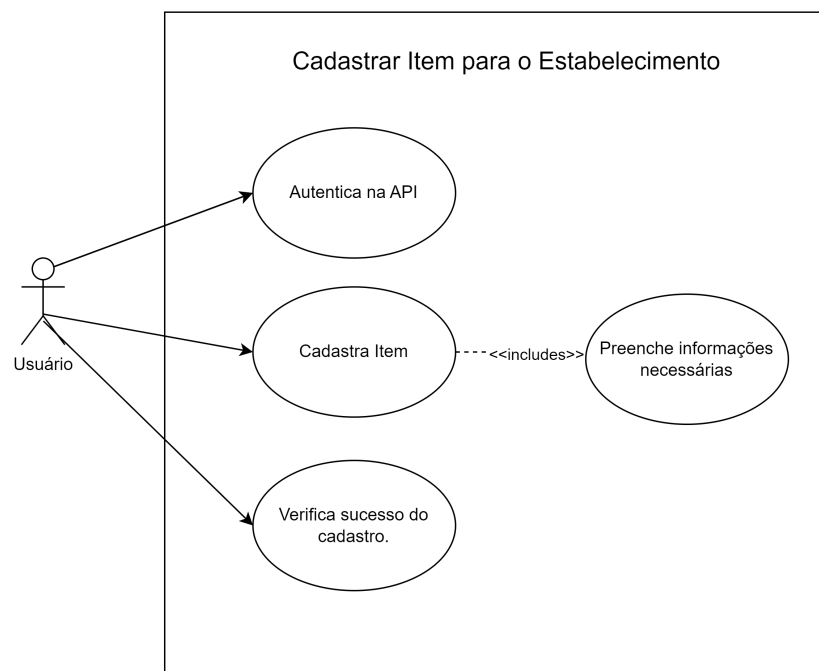 Cadastrar Item para o Estabelecimento
Autentica na API
Usuário
Cadastra Item
<<includes>>
Preenche informações
necessárias
Verifica sucesso do
cadastro.